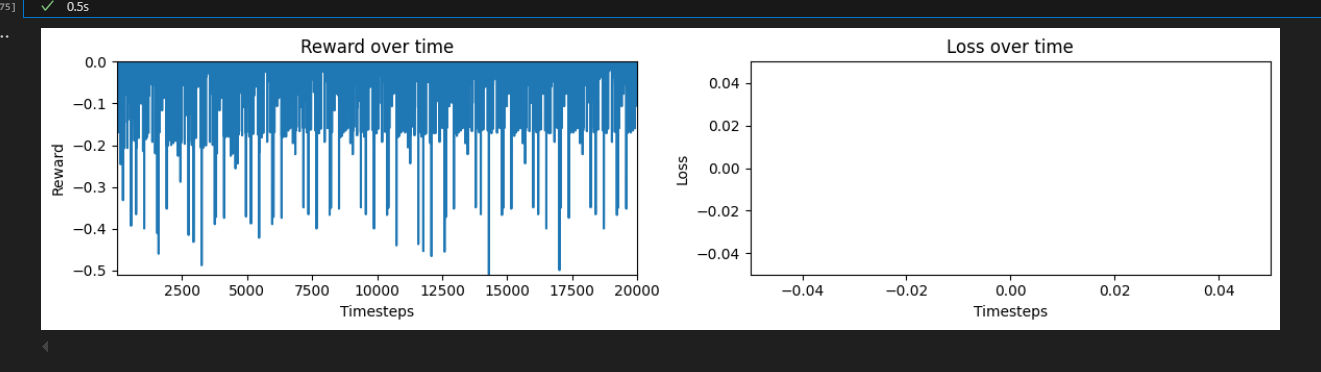 75] ✓ 0.5s
..
Reward over time
0.0
−0.1
−0.2
−0.3
−0.4
−0.5
Reward
2500 5000 7500 10000 12500 15000 17500 20000
Timesteps
Loss over time
0.04
0.02
0.00
−0.02
−0.04
Loss
−0.04 −0.02 0.00 0.02 0.04
Timesteps